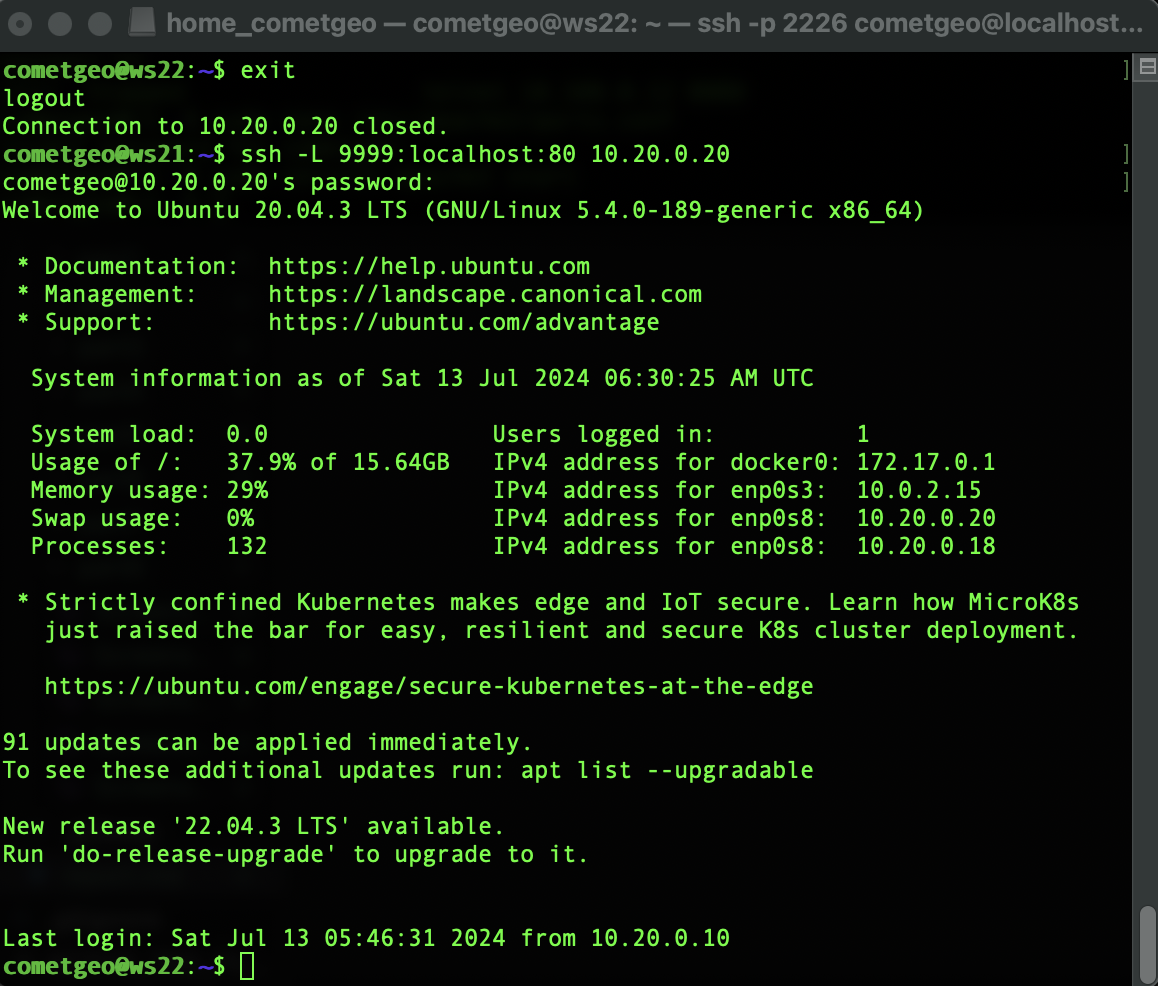 home_cometgeo — cometgeo@ws22: ~ — ssh -p 2226 cometgeo@localhost...
cometgeo@ws22:~$ exit
logout
Connection to 10.20.0.20 closed.
cometgeo@ws21:~$ ssh -L 9999:localhost:80 10.20.0.20
cometgeo@10.20.0.20's password:
Welcome to Ubuntu 20.04.3 LTS (GNU/Linux 5.4.0-189-generic x86_64)
* Documentation:  https://help.ubuntu.com
* Management:     https://landscape.canonical.com
* Support:        https://ubuntu.com/advantage
System information as of Sat 13 Jul 2024 06:30:25 AM UTC
System load:  0.0                Users logged in:          1
Usage of /:   37.9% of 15.64GB   IPv4 address for docker0: 172.17.0.1
Memory usage: 29%                IPv4 address for enp0s3:  10.0.2.15
Swap usage:   0%                 IPv4 address for enp0s8:  10.20.0.20
Processes:    132                IPv4 address for enp0s8:  10.20.0.18
* Strictly confined Kubernetes makes edge and IoT secure. Learn how MicroK8s
just raised the bar for easy, resilient and secure K8s cluster deployment.
https://ubuntu.com/engage/secure-kubernetes-at-the-edge
91 updates can be applied immediately.
To see these additional updates run: apt list --upgradable
New release '22.04.3 LTS' available.
Run 'do-release-upgrade' to upgrade to it.
Last login: Sat Jul 13 05:46:31 2024 from 10.20.0.10
cometgeo@ws22:~$